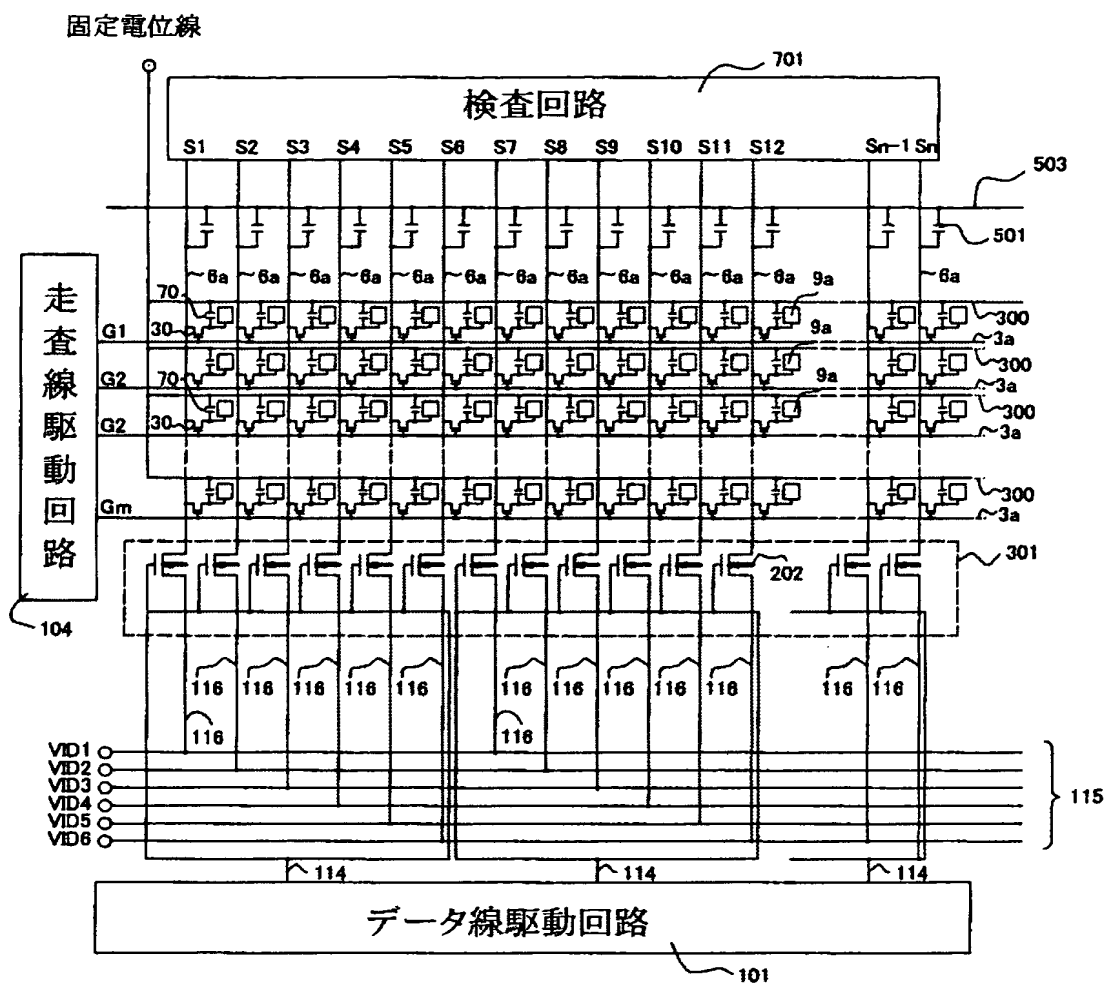 固定電位線
701
検査回路
S1 S2 S3 S4 S5 S6 S7 S8 S9 S10 S11 S12 Sn-1 Sn
503
501
6a 6a 6a 6a 6a 6a 6a 6a 6a 6a 6a 6a 6a
走査線駆動回路
70 9a
30 300
G1 3a
9a
300
G2 3a
70 9a 300
30
G2 3a
300
Gm 3a
301
202
104
116 116 116 116 116 116 116 116 116 116 116 116
116 116
VID1
VID2
VID3
VID4
VID5
VID6
115
114 114 114
データ線駆動回路
101